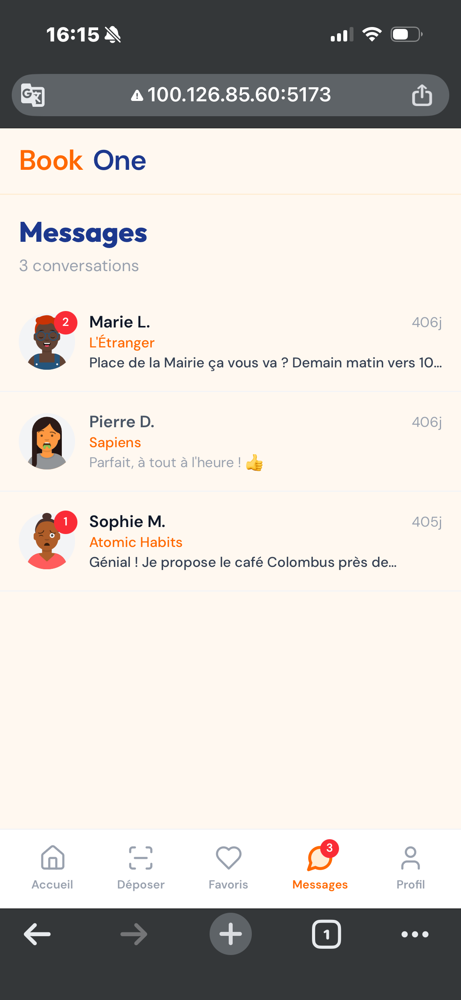 16:15
100.126.85.60:5173
Book One
Messages
3 conversations
2
Marie L.
406j
L'Étranger
Place de la Mairie ça vous va ? Demain matin vers 10...
Pierre D.
406j
Sapiens
Parfait, à tout à l'heure ! 👍
1
Sophie M.
405j
Atomic Habits
Génial ! Je propose le café Colombus près de...
3
Accueil
Déposer
Favoris
Messages
Profil
1